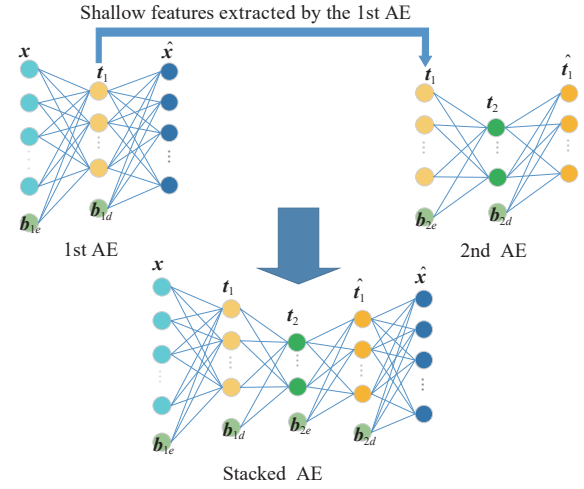 Shallow features extracted by the 1st AE
x t₁ x̂
b₁ₑ b₁d
1st AE
t₁ t₂ t̂₁
b₂ₑ b₂d
2nd AE
x t₁ t₂ t̂₁ x̂
b₁ₑ b₁d b₂ₑ b₂d
Stacked AE